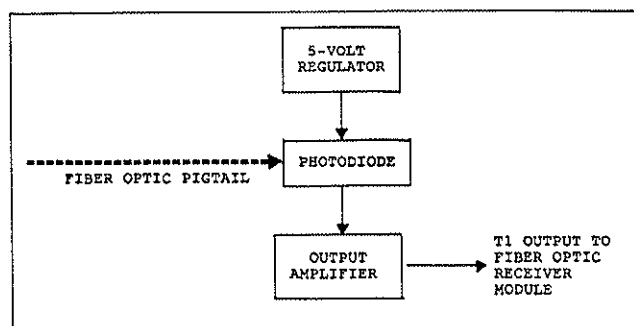 5-VOLT
REGULATOR
PHOTODIODE
FIBER OPTIC PIGTAIL
OUTPUT
AMPLIFIER
T1 OUTPUT TO
FIBER OPTIC
RECEIVER
MODULE